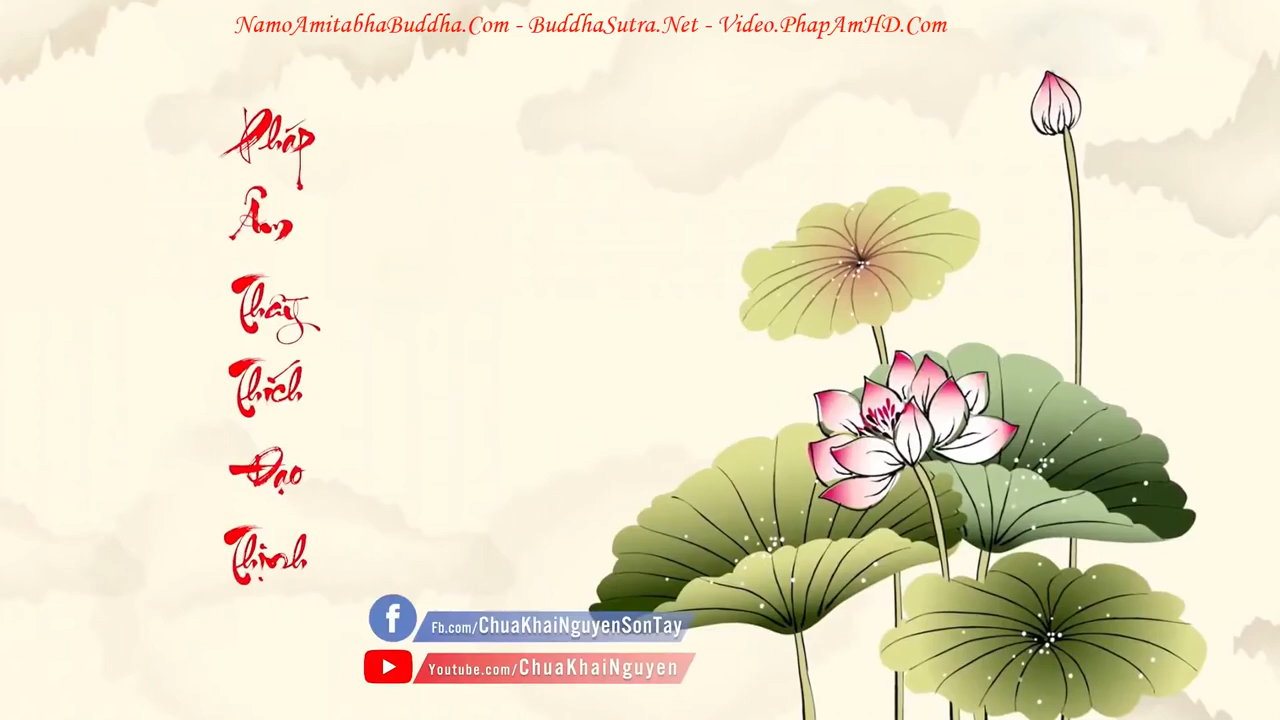 NamoAmitabhaBuddha.Com - BuddhaSutra.Net - Video.PhapAmHD.Com
Pháp
Âm
Thầy
Thích
Đạo
Thịnh
Fb.com/ChuaKhaiNguyenSonTay
Youtube.com/ChuaKhaiNguyen